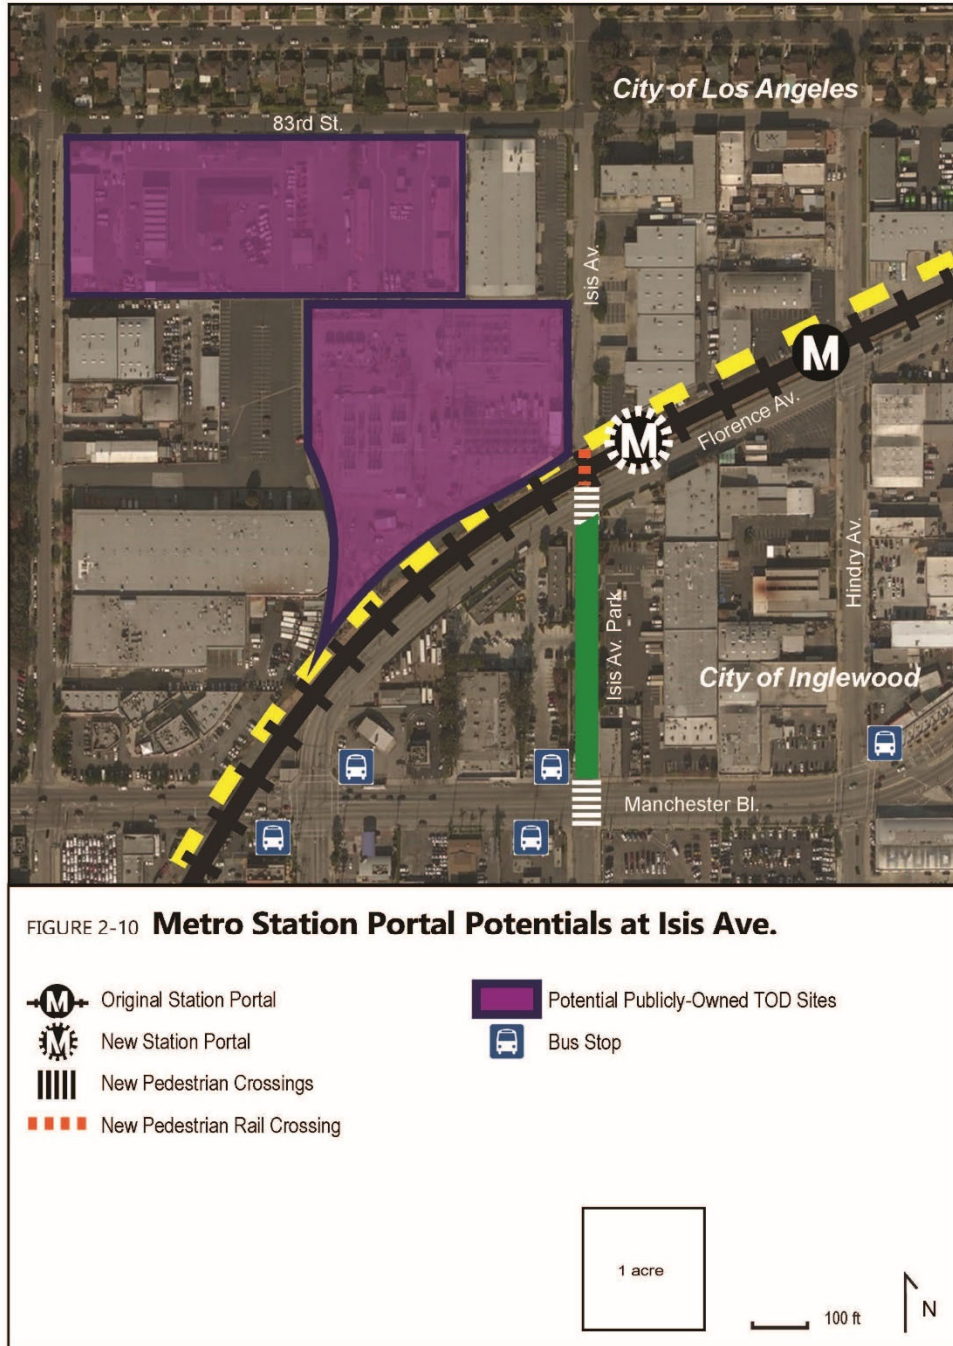 City of Los Angeles
83rd St.
Isis Av.
M
M
Florence Av.
Hindry Av.
Isis Av. Park
City of Inglewood
Manchester Bl.
FIGURE 2-10 Metro Station Portal Potentials at Isis Ave.
M Original Station Portal
M New Station Portal
New Pedestrian Crossings
New Pedestrian Rail Crossing
Potential Publicly-Owned TOD Sites
Bus Stop
1 acre
100 ft
N